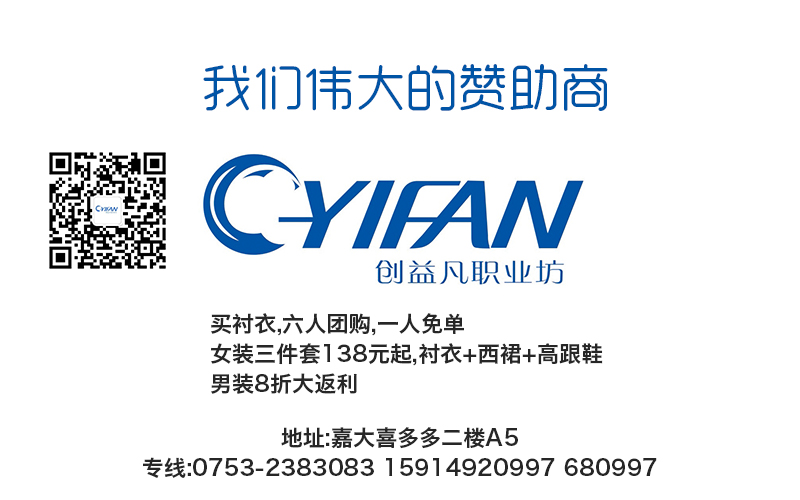 我们伟大的赞助商
CYIFAN
创益凡职业坊
买衬衣,六人团购,一人免单
女装三件套138元起,衬衣+西裙+高跟鞋
男装8折大返利
地址:嘉大喜多多二楼A5
专线:0753-2383083 15914920997 680997